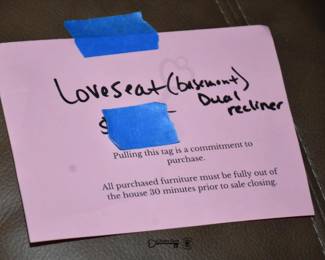 Loveseat (basement)
Dual
recliner
$
Pulling this tag is a commitment to
purchase.
All purchased furniture must be fully out of
the house 30 minutes prior to sale closing.